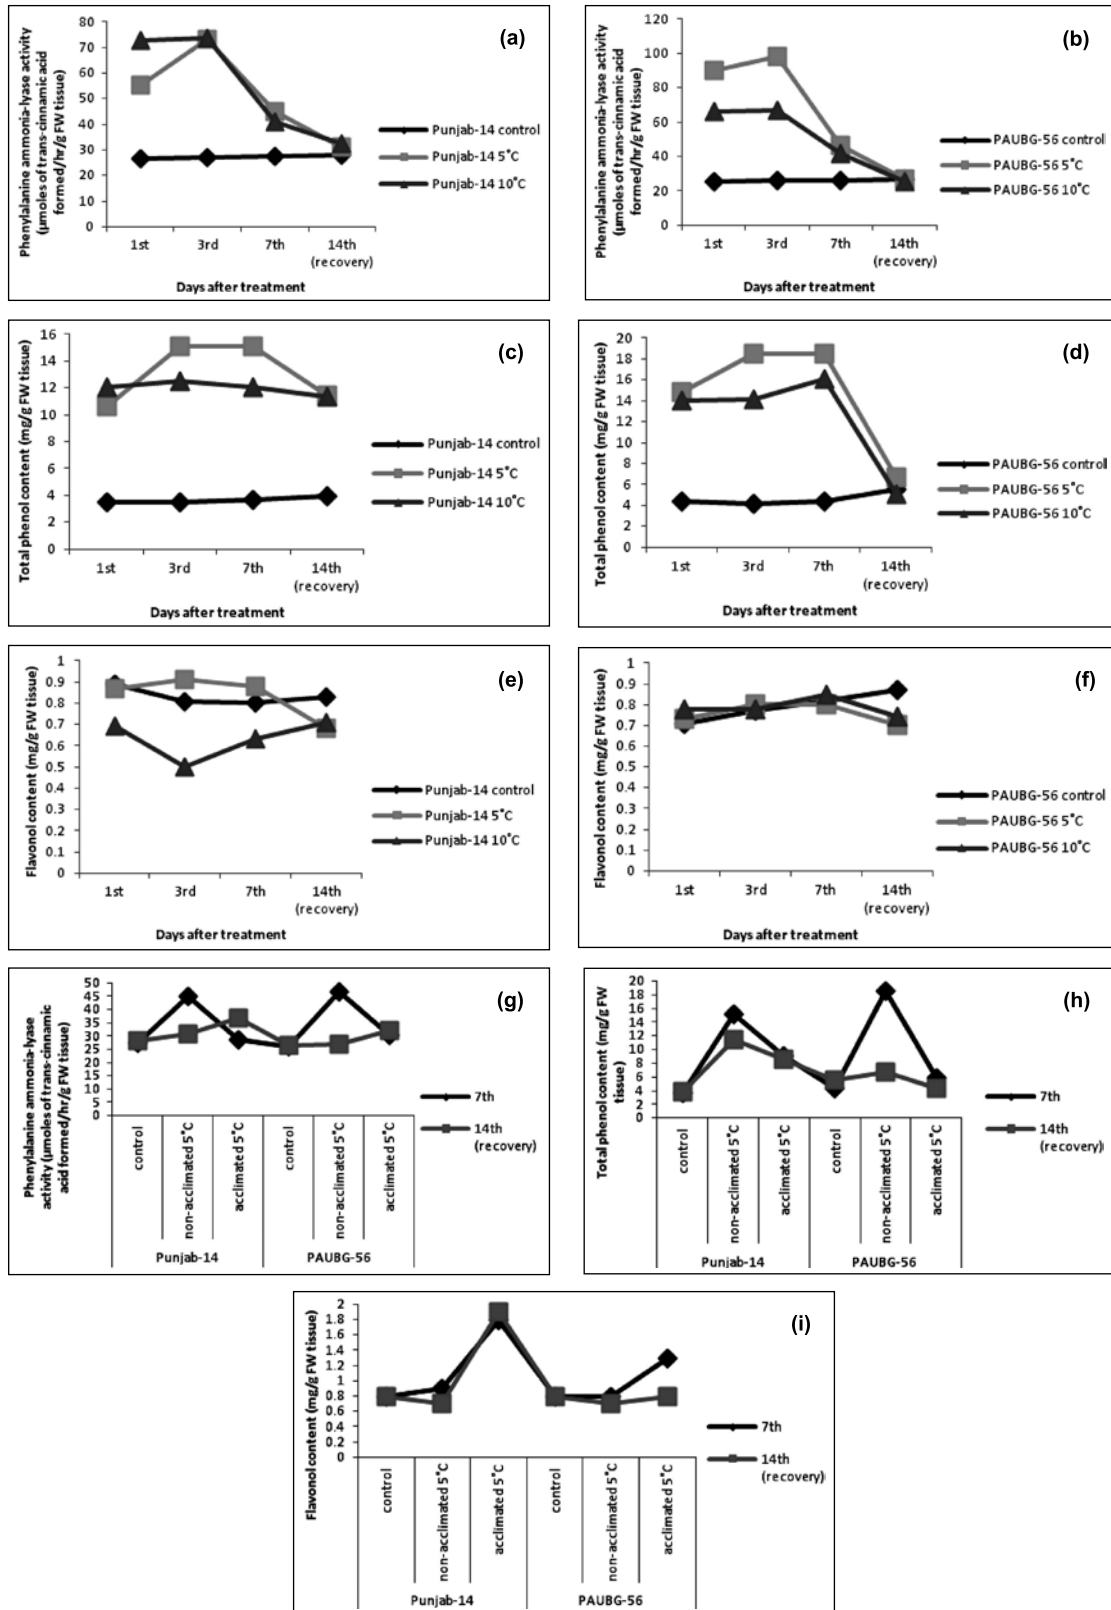 (a)
Phenylalanine ammonia-lyase activity
(µmoles of trans-cinnamic acid
formed/hr/g FW tissue)
80
70
60
50
40
30
20
10
0
1st 3rd 7th 14th
(recovery)
Days after treatment
Punjab-14 control
Punjab-14 5˚C
Punjab-14 10˚C
(b)
Phenylalanine ammonia-lyase activity
(µmoles of trans-cinnamic acid
formed/hr/g FW tissue)
120
100
80
60
40
20
0
1st 3rd 7th 14th
(recovery)
Days after treatment
PAUBG-56 control
PAUBG-56 5˚C
PAUBG-56 10˚C
(c)
Total phenol content (mg/g FW tissue)
16
14
12
10
8
6
4
2
0
1st 3rd 7th 14th
(recovery)
Days after treatment
Punjab-14 control
Punjab-14 5˚C
Punjab-14 10˚C
(d)
Total phenol content (mg/g FW tissue)
20
18
16
14
12
10
8
6
4
2
0
1st 3rd 7th 14th
(recovery)
Days after treatment
PAUBG-56 control
PAUBG-56 5˚C
PAUBG-56 10˚C
(e)
Flavonol content (mg/g FW tissue)
1
0.9
0.8
0.7
0.6
0.5
0.4
0.3
0.2
0.1
0
1st 3rd 7th 14th
(recovery)
Days after treatment
Punjab-14 control
Punjab-14 5˚C
Punjab-14 10˚C
(f)
Flavonol content (mg/g FW tissue)
1
0.9
0.8
0.7
0.6
0.5
0.4
0.3
0.2
0.1
0
1st 3rd 7th 14th
(recovery)
Days after treatment
PAUBG-56 control
PAUBG-56 5˚C
PAUBG-56 10˚C
(g)
Phenylalanine ammonia-lyase
activity (µmoles of trans-cinnamic
acid formed/hr/g FW tissue)
50
45
40
35
30
25
20
15
10
5
0
control
non-acclimated 5˚C
acclimated 5˚C
control
non-acclimated 5˚C
acclimated 5˚C
Punjab-14 PAUBG-56
7th
14th
(recovery)
(h)
Total phenol content (mg/g FW
tissue)
20
18
16
14
12
10
8
6
4
2
0
control
non-acclimated 5˚C
acclimated 5˚C
control
non-acclimated 5˚C
acclimated 5˚C
Punjab-14 PAUBG-56
7th
14th
(recovery)
(i)
Flavonol content (mg/g FW tissue)
2
1.8
1.6
1.4
1.2
1
0.8
0.6
0.4
0.2
0
control
non-acclimated 5˚C
acclimated 5˚C
control
non-acclimated 5˚C
acclimated 5˚C
Punjab-14 PAUBG-56
7th
14th
(recovery)